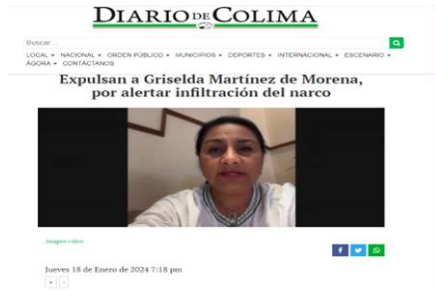 DIARIO DE COLIMA
Buscar ...
LOCAL NACIONAL ORDEN PÚBLICO MUNICIPIOS DEPORTES INTERNACIONAL ESCENARIO
ÁGORA CONTÁCTANOS
Expulsan a Griselda Martínez de Morena,
por alertar infiltración del narco
Imagen video
Jueves 18 de Enero de 2024 7:18 pm
+ -